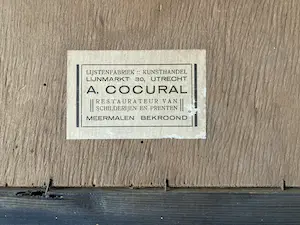 LIJSTENFABRIEK :: KUNSTHANDEL
LIJNMARKT 30, UTRECHT
A. COCURAL
RESTAURATEUR VAN
SCHILDERIJEN EN PRENTEN
MEERMALEN BEKROOND